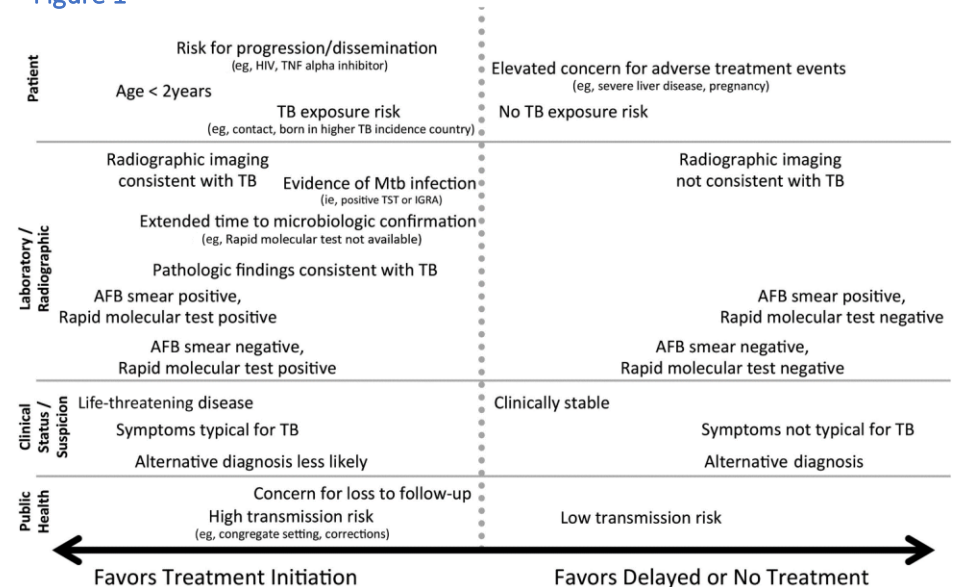 Figure 1
Patient
Risk for progression/dissemination
(eg, HIV, TNF alpha inhibitor)
Age < 2years
TB exposure risk
(eg, contact, born in higher TB incidence country)
Elevated concern for adverse treatment events
(eg, severe liver disease, pregnancy)
No TB exposure risk
Laboratory /
Radiographic
Radiographic imaging
consistent with TB
Evidence of Mtb infection
(ie, positive TST or IGRA)
Extended time to microbiologic confirmation
(eg, Rapid molecular test not available)
Pathologic findings consistent with TB
AFB smear positive,
Rapid molecular test positive
AFB smear negative,
Rapid molecular test positive
Radiographic imaging
not consistent with TB
AFB smear positive,
Rapid molecular test negative
AFB smear negative,
Rapid molecular test negative
Clinical
Status /
Suspicion
Life-threatening disease
Symptoms typical for TB
Alternative diagnosis less likely
Clinically stable
Symptoms not typical for TB
Alternative diagnosis
Public
Health
Concern for loss to follow-up
High transmission risk
(eg, congregate setting, corrections)
Low transmission risk
Favors Treatment Initiation
Favors Delayed or No Treatment